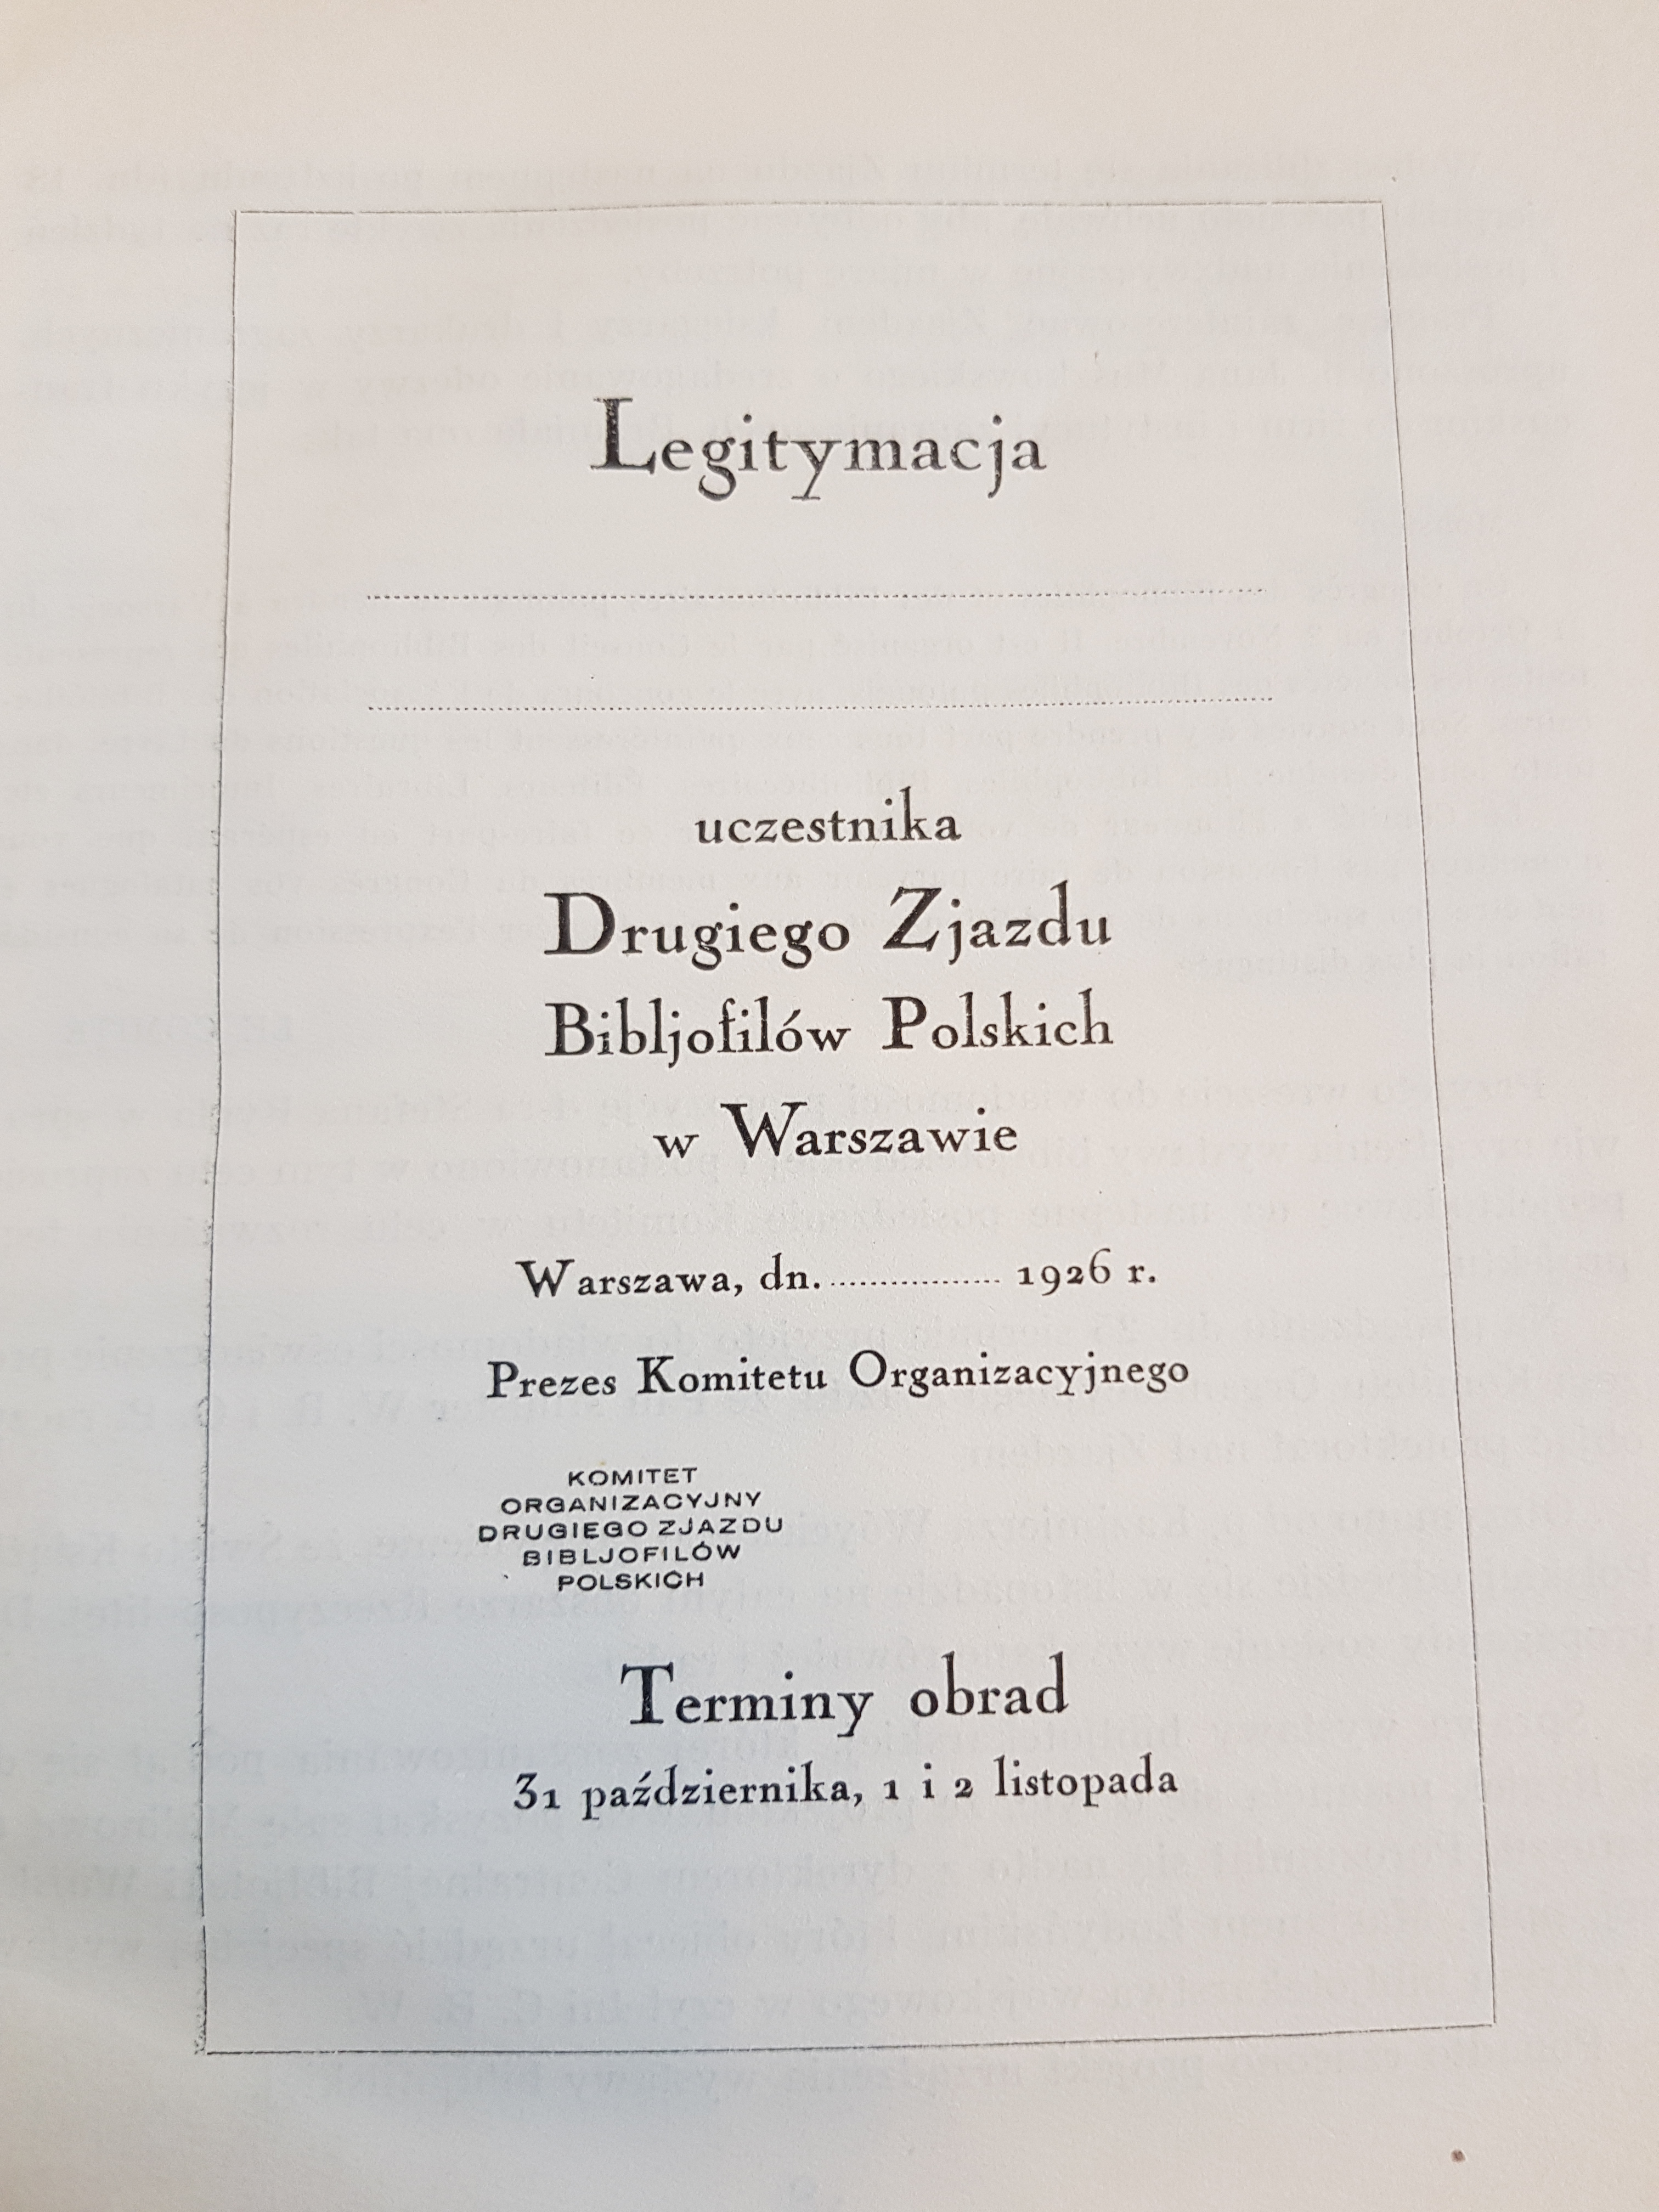 Legitymacja
uczestnika
Drugiego Zjazdu
Bibljofilów Polskich
w Warszawie
Warszawa, dn. ................ 1926 r.
Prezes Komitetu Organizacyjnego
KOMITET
ORGANIZACYJNY
DRUGIEGO ZJAZDU
BIBLJOFILÓW
POLSKICH
Terminy obrad
31 października, 1 i 2 listopada